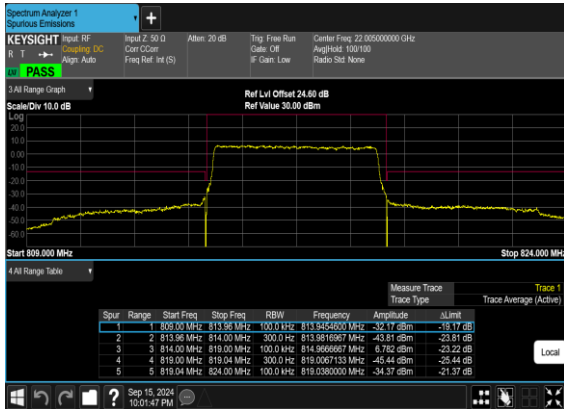 Spectrum Analyzer 1
Spurious Emissions
KEYSIGHT Input: RF Input Z: 50 Ω Atten: 20 dB Trig: Free Run Center Freq: 22.005000000 GHz
R T Coupling: DC Corr CCorr Gate: Off Avg|Hold: 100/100
Align: Auto Freq Ref: Int (S) IF Gain: Low Radio Std: None
LXI PASS
3 All Range Graph
Ref Lvl Offset 24.60 dB
Scale/Div 10.0 dB Ref Value 30.00 dBm
Log
20.0
10.0
0.00
-10.0
-20.0
-30.0
-40.0
-50.0
-60.0
Start 809.000 MHz Stop 824.000 MHz
4 All Range Table
Measure Trace Trace 1
Trace Type Trace Average (Active)
Spur Range Start Freq Stop Freq RBW Frequency Amplitude ΔLimit
1 1 809.00 MHz 813.96 MHz 100.0 kHz 813.9454600 MHz -32.17 dBm -19.17 dB
2 2 813.96 MHz 814.00 MHz 300.0 Hz 813.9816967 MHz -43.81 dBm -23.81 dB
3 3 814.00 MHz 819.00 MHz 100.0 kHz 814.9666667 MHz 6.782 dBm -23.22 dB
4 4 819.00 MHz 819.04 MHz 300.0 Hz 819.0067133 MHz -45.44 dBm -25.44 dB
5 5 819.04 MHz 824.00 MHz 100.0 kHz 819.0380000 MHz -34.37 dBm -21.37 dB
Local
Sep 15, 2024
10:01:47 PM